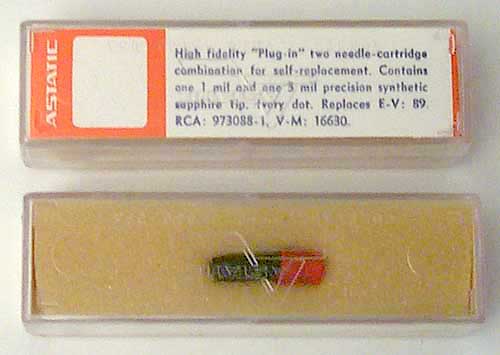 ASTATIC
High fidelity "Plug-in" two needle-cartridge
combination for self-replacement. Contains
one 1 mil and one 3 mil precision synthetic
sapphire tip. Ivory dot. Replaces E-V: 89.
RCA: 973088-1, V-M: 16630.